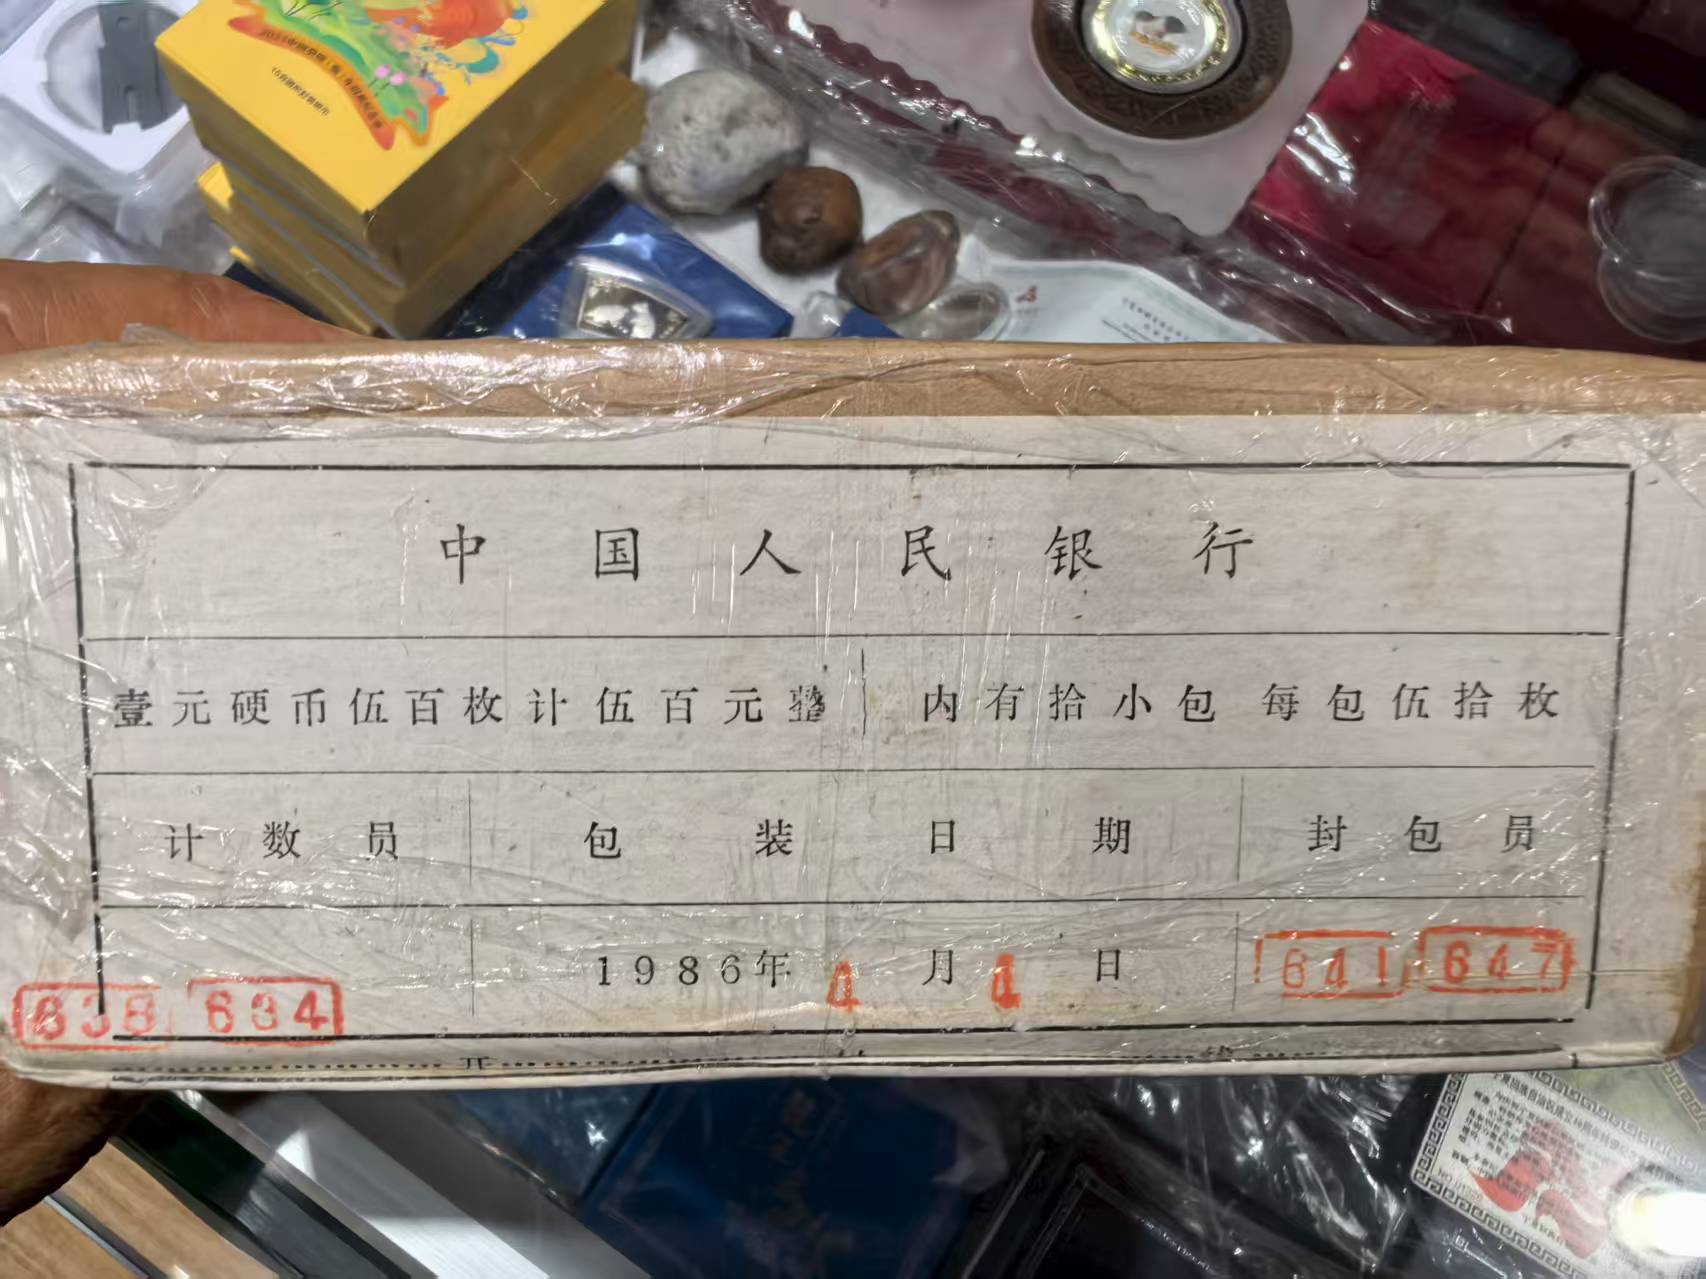 中国人民银行
壹元硬币伍百枚计伍百元整 内有拾小包每包伍拾枚
计数员 包装日期 封包员
838 634 1986年4月4日 641 647
开